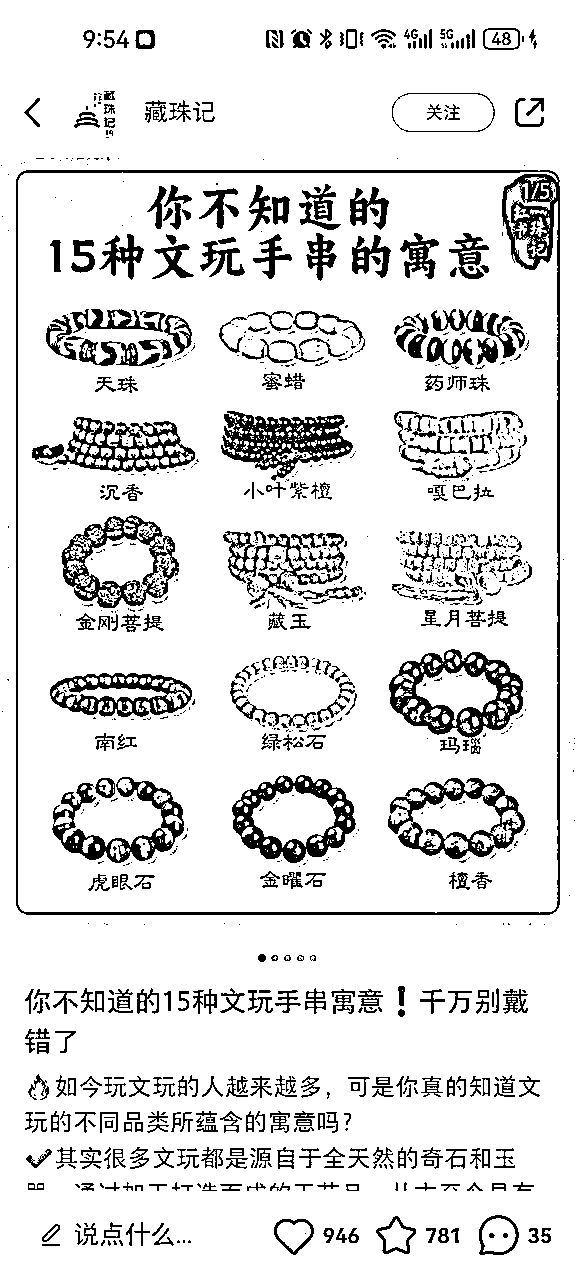 9:54
4G 5G 48
藏珠记
关注
1/5
你不知道的
15种文玩手串的寓意
天珠 蜜蜡 药师珠
沉香 小叶紫檀 嘎巴拉
金刚菩提 藏玉 星月菩提
南红 绿松石 玛瑙
虎眼石 金曜石 檀香
你不知道的15种文玩手串寓意❗千万别戴
错了
🔥如今玩文玩的人越来越多，可是你真的知道文
玩的不同品类所蕴含的寓意吗？
✔其实很多文玩都是源自于全天然的奇石和玉
说点什么... 946 781 35